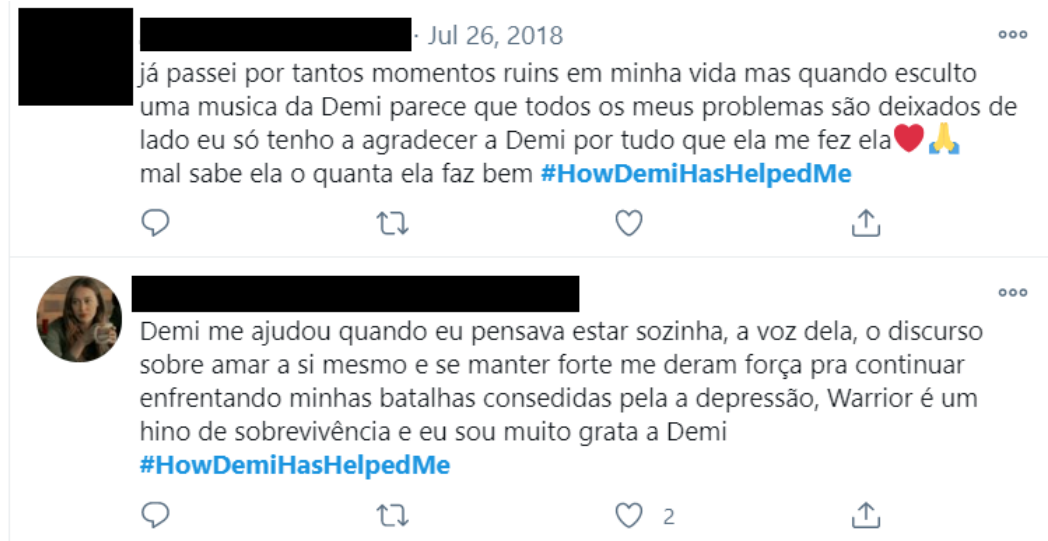 · Jul 26, 2018
já passei por tantos momentos ruins em minha vida mas quando esculto
uma musica da Demi parece que todos os meus problemas são deixados de
lado eu só tenho a agradecer a Demi por tudo que ela me fez ela❤️🙏
mal sabe ela o quanta ela faz bem #HowDemiHasHelpedMe
Demi me ajudou quando eu pensava estar sozinha, a voz dela, o discurso
sobre amar a si mesmo e se manter forte me deram força pra continuar
enfrentando minhas batalhas consedidas pela a depressão, Warrior é um
hino de sobrevivência e eu sou muito grata a Demi
#HowDemiHasHelpedMe
2